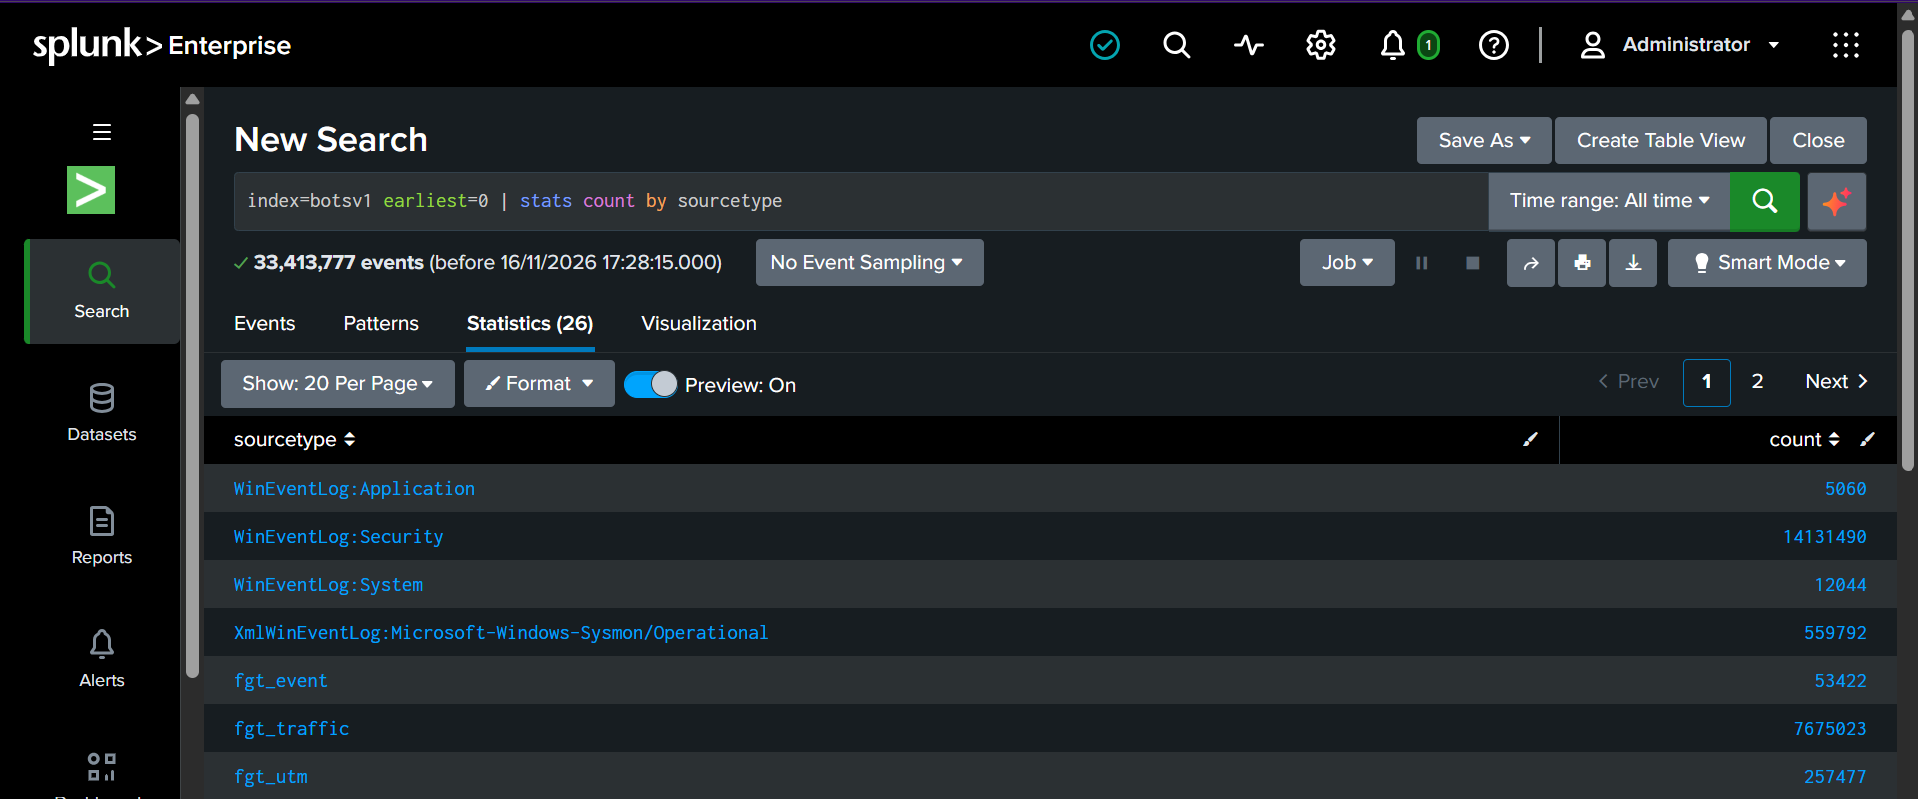 splunk> Enterprise
1
Administrator
New Search
Save As
Create Table View
Close
index=botsv1 earliest=0 | stats count by sourcetype
Time range: All time
33,413,777 events (before 16/11/2026 17:28:15.000)
No Event Sampling
Job
Smart Mode
Search
Datasets
Reports
Alerts
Events
Patterns
Statistics (26)
Visualization
Show: 20 Per Page
Format
Preview: On
Prev
1
2
Next
sourcetype
count
WinEventLog:Application 5060
WinEventLog:Security 14131490
WinEventLog:System 12044
XmlWinEventLog:Microsoft-Windows-Sysmon/Operational 559792
fgt_event 53422
fgt_traffic 7675023
fgt_utm 257477